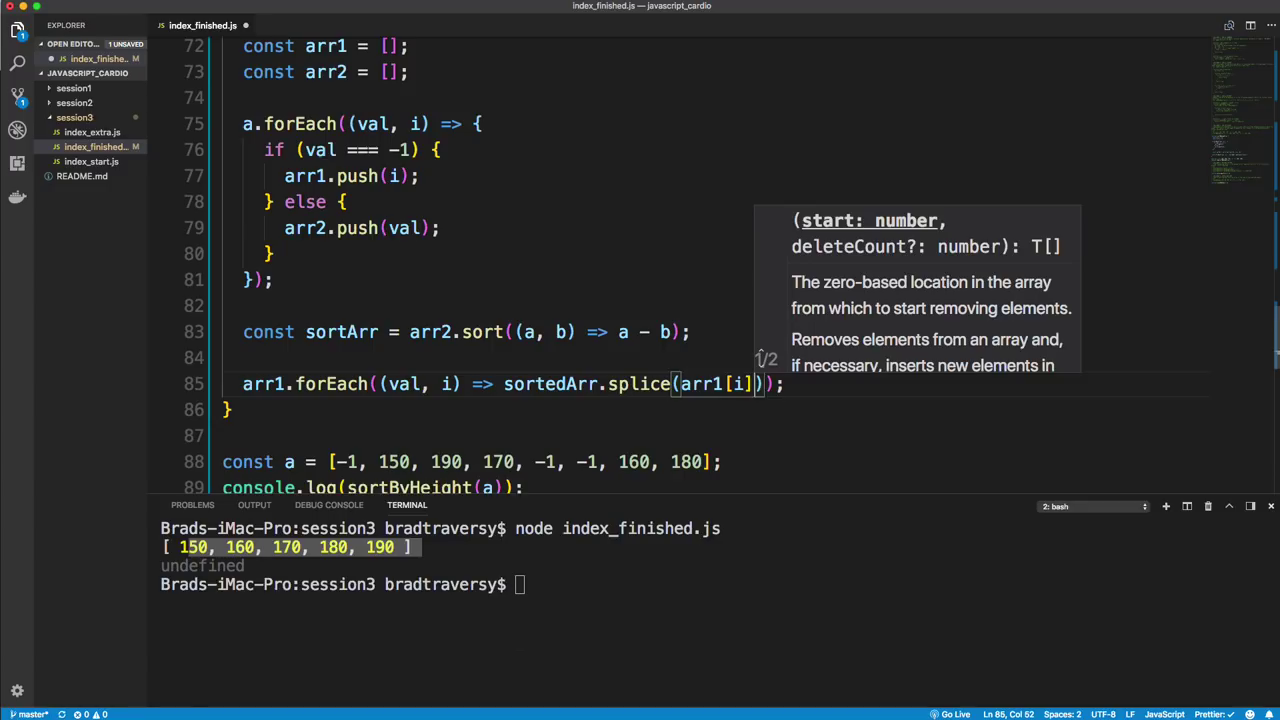 index_finished.js — javascript_cardio
EXPLORER
index_finished.js
OPEN EDITO... 1 UNSAVED
index_finishe... M
JAVASCRIPT_CARDIO
session1
session2
session3
index_extra.js
index_finished... M
index_start.js
README.md
1
1
72 const arr1 = [];
73 const arr2 = [];
74
75 a.forEach((val, i) => {
76 if (val === -1) {
77 arr1.push(i);
78 } else {
79 arr2.push(val);
80 }
81 });
82
83 const sortArr = arr2.sort((a, b) => a - b);
84
85 arr1.forEach((val, i) => sortedArr.splice(arr1[i]));
86 }
87
88 const a = [-1, 150, 190, 170, -1, -1, 160, 180];
89 console.log(sortByHeight(a));
(start: number,
deleteCount?: number): T[]
The zero-based location in the array
from which to start removing elements.
1/2
Removes elements from an array and,
if necessary, inserts new elements in
PROBLEMS OUTPUT DEBUG CONSOLE TERMINAL
2: bash
Brads-iMac-Pro:session3 bradtraversy$ node index_finished.js
[ 150, 160, 170, 180, 190 ]
undefined
Brads-iMac-Pro:session3 bradtraversy$
master* 0 0
Go Live Ln 85, Col 52 Spaces: 2 UTF-8 LF JavaScript Prettier: ✓